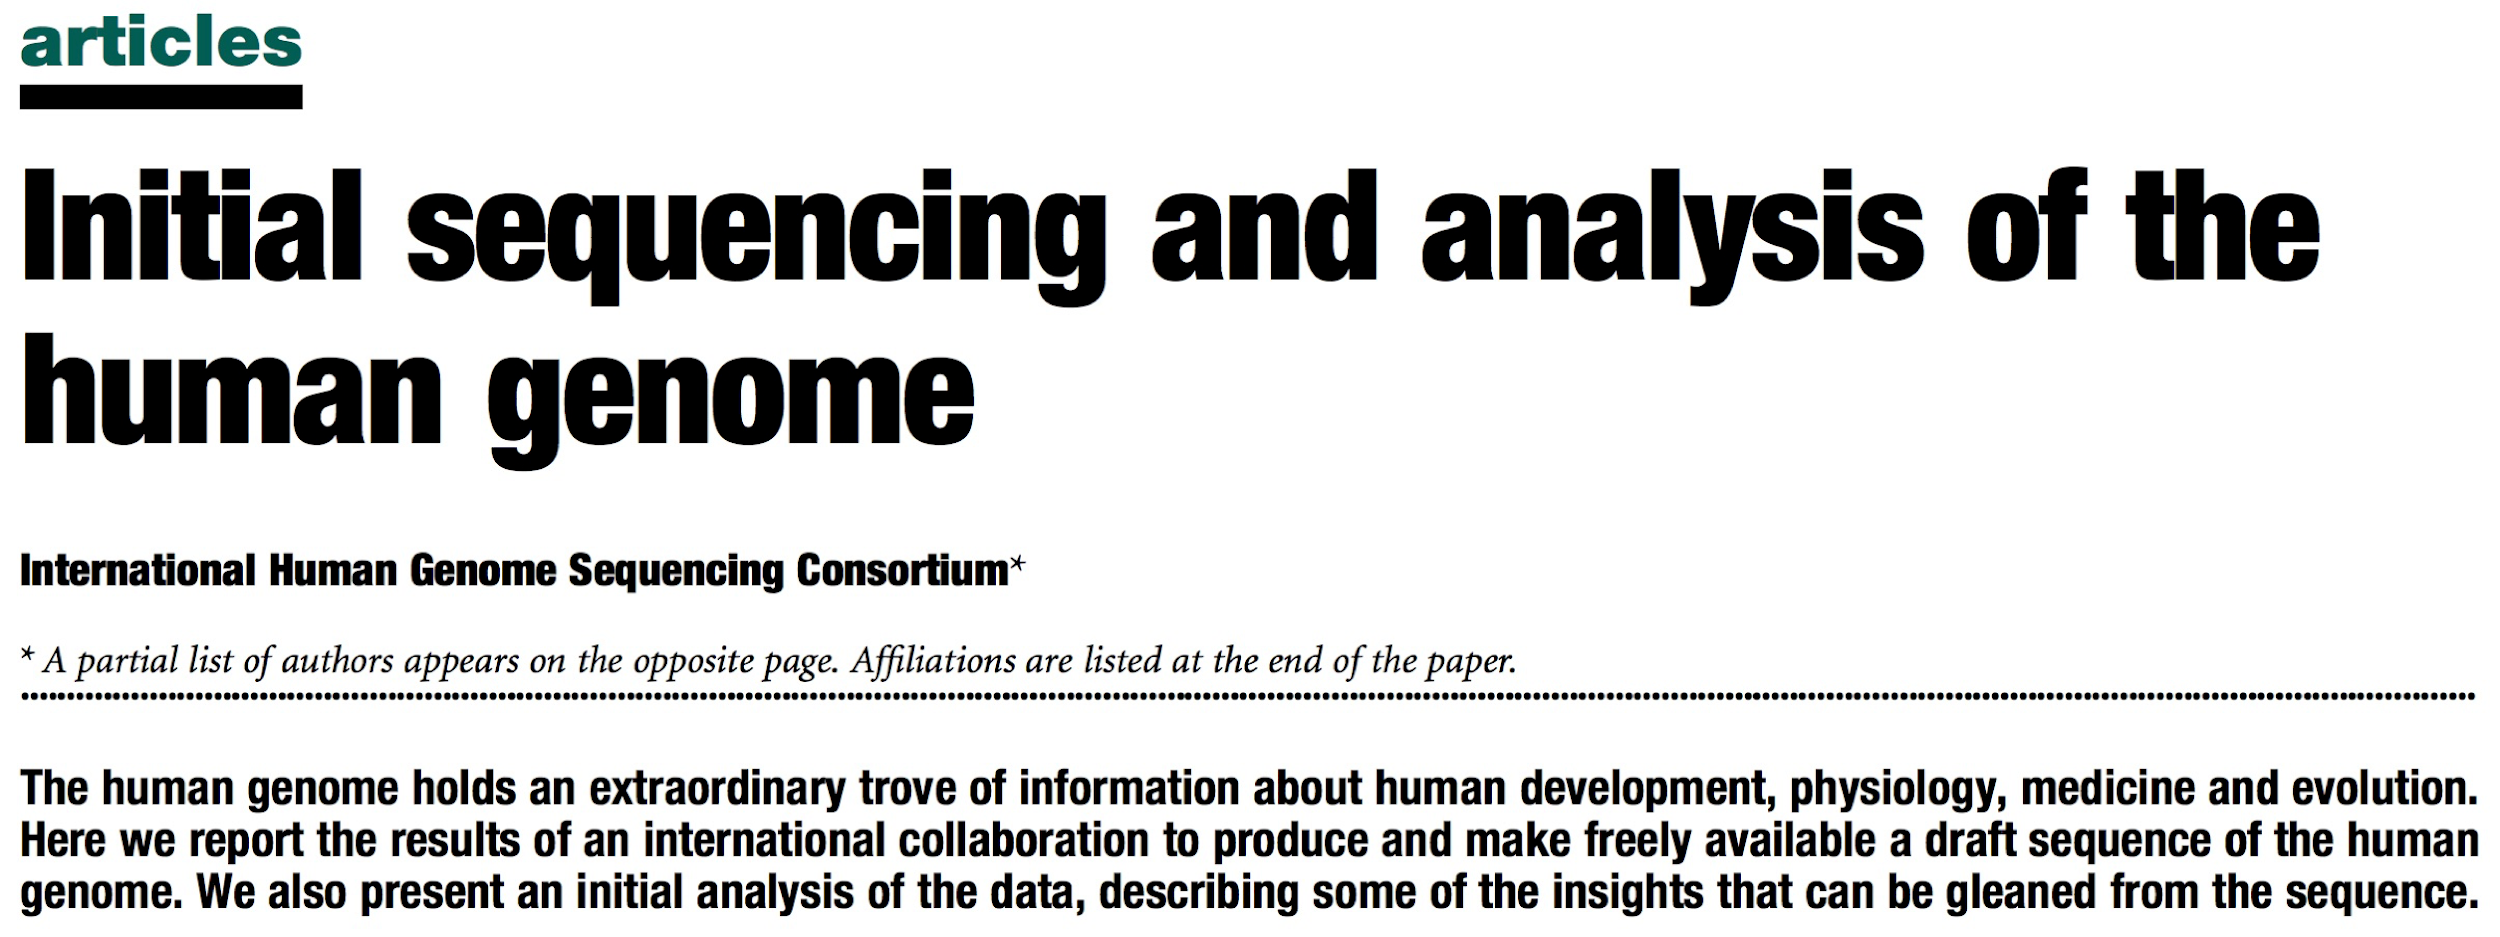 articles
Initial sequencing and analysis of the
human genome
International Human Genome Sequencing Consortium*
* A partial list of authors appears on the opposite page. Affiliations are listed at the end of the paper.
The human genome holds an extraordinary trove of information about human development, physiology, medicine and evolution.
Here we report the results of an international collaboration to produce and make freely available a draft sequence of the human
genome. We also present an initial analysis of the data, describing some of the insights that can be gleaned from the sequence.